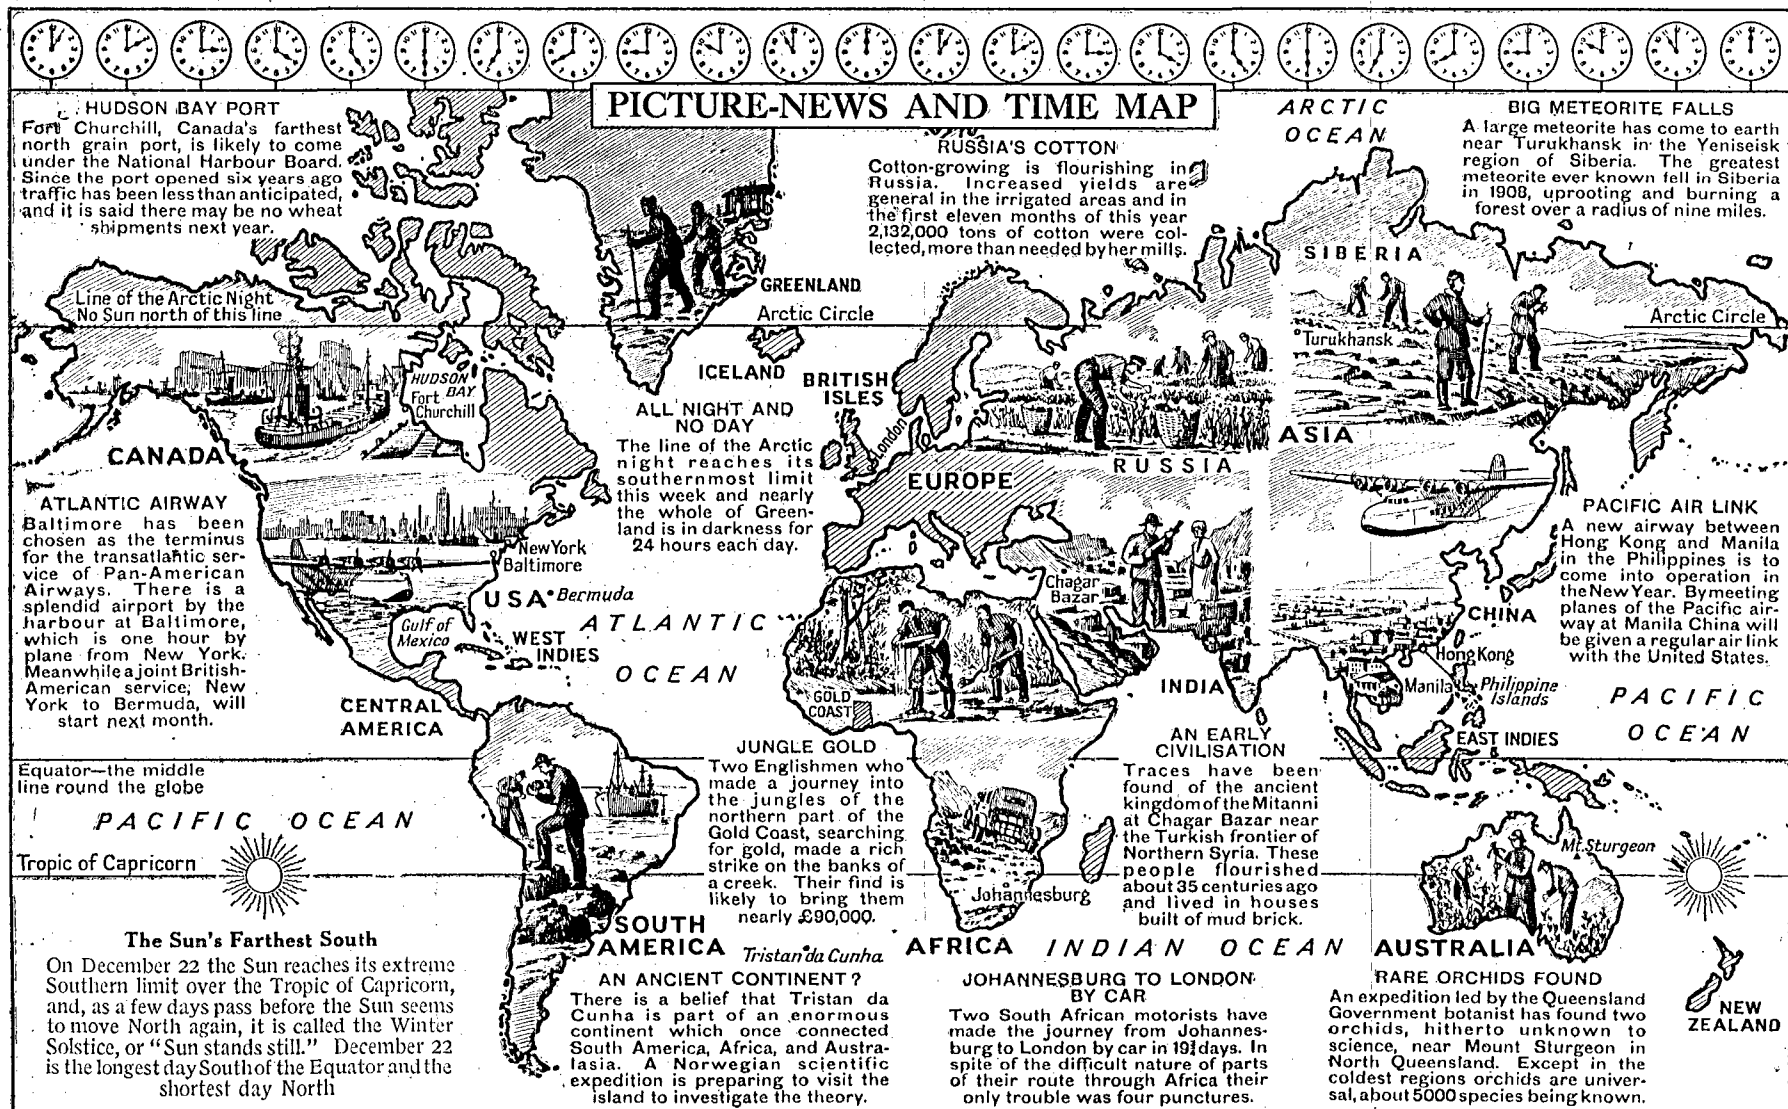 PICTURE-NEWS AND TIME MAP
HUDSON BAY PORT
Fort Churchill, Canada's farthest
north grain port, is likely to come
under the National Harbour Board.
Since the port opened six years ago
traffic has been less than anticipated,
and it is said there may be no wheat
shipments next year.
RUSSIA'S COTTON
Cotton-growing is flourishing in
Russia. Increased yields are
general in the irrigated areas and in
the first eleven months of this year
2,132,000 tons of cotton were col-
lected, more than needed by her mills.
ARCTIC
OCEAN
BIG METEORITE FALLS
A large meteorite has come to earth
near Turukhansk in the Yeniseisk
region of Siberia. The greatest
meteorite ever known fell in Siberia
in 1908, uprooting and burning a
forest over a radius of nine miles.
SIBERIA
GREENLAND
Line of the Arctic Night
No Sun north of this line
Arctic Circle
Arctic Circle
Turukhansk
ICELAND
BRITISH
ISLES
London
HUDSON
BAY
Fort
Churchill
CANADA
ALL NIGHT AND
NO DAY
The line of the Arctic
night reaches its
southernmost limit
this week and nearly
the whole of Green-
land is in darkness for
24 hours each day.
EUROPE
RUSSIA
ASIA
ATLANTIC AIRWAY
Baltimore has been
chosen as the terminus
for the transatlantic ser-
vice of Pan-American
Airways. There is a
splendid airport by the
harbour at Baltimore,
which is one hour by
plane from New York.
Meanwhile a joint British-
American service, New
York to Bermuda, will
start next month.
New York
Baltimore
USA
Bermuda
Gulf of
Mexico
WEST
INDIES
ATLANTIC
OCEAN
Chagar
Bazar
CHINA
Hong Kong
Manila
Philippine
Islands
PACIFIC AIR LINK
A new airway between
Hong Kong and Manila
in the Philippines is to
come into operation in
the New Year. By meeting
planes of the Pacific air-
way at Manila China will
be given a regular air link
with the United States.
PACIFIC
OCEAN
CENTRAL
AMERICA
GOLD
COAST
INDIA
EAST INDIES
Equator—the middle
line round the globe
PACIFIC OCEAN
Tropic of Capricorn
JUNGLE GOLD
Two Englishmen who
made a journey into
the jungles of the
northern part of the
Gold Coast, searching
for gold, made a rich
strike on the banks of
a creek. Their find is
likely to bring them
nearly £90,000.
AN EARLY
CIVILISATION
Traces have been
found of the ancient
kingdom of the Mitanni
at Chagar Bazar near
the Turkish frontier of
Northern Syria. These
people flourished
about 35 centuries ago
and lived in houses
built of mud brick.
Mt. Sturgeon
Johannesburg
SOUTH
AMERICA
Tristan da Cunha
AFRICA
INDIAN OCEAN
AUSTRALIA
NEW
ZEALAND
The Sun's Farthest South
On December 22 the Sun reaches its extreme
Southern limit over the Tropic of Capricorn,
and, as a few days pass before the Sun seems
to move North again, it is called the Winter
Solstice, or "Sun stands still." December 22
is the longest day South of the Equator and the
shortest day North
AN ANCIENT CONTINENT?
There is a belief that Tristan da
Cunha is part of an enormous
continent which once connected
South America, Africa, and Austra-
lasia. A Norwegian scientific
expedition is preparing to visit the
island to investigate the theory.
JOHANNESBURG TO LONDON
BY CAR
Two South African motorists have
made the journey from Johannes-
burg to London by car in days. In
spite of the difficult nature of parts
of their route through Africa their
only trouble was four punctures.
RARE ORCHIDS FOUND
An expedition led by the Queensland
Government botanist has found two
orchids, hitherto unknown to
science, near Mount Sturgeon in
North Queensland. Except in the
coldest regions orchids are univer-
sal, about 5000 species being known.